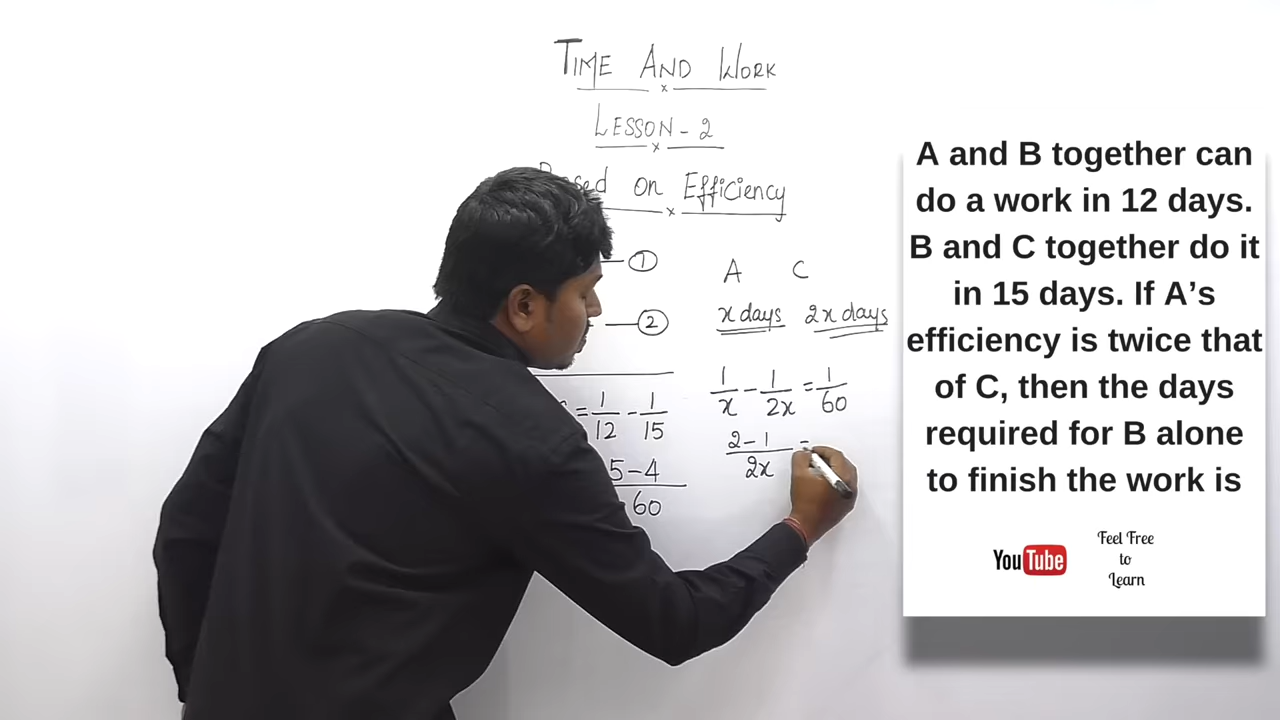 TIME AND WORK
x
LESSON - 2
x
Based on Efficiency
x
1
2
A C
x days 2x days
1/x - 1/2x = 1/60
= 1/12 - 1/15
2 - 1 / 2x =
5 - 4 / 60
A and B together can
do a work in 12 days.
B and C together do it
in 15 days. If A’s
efficiency is twice that
of C, then the days
required for B alone
to finish the work is
YouTube
Feel Free
to
Learn